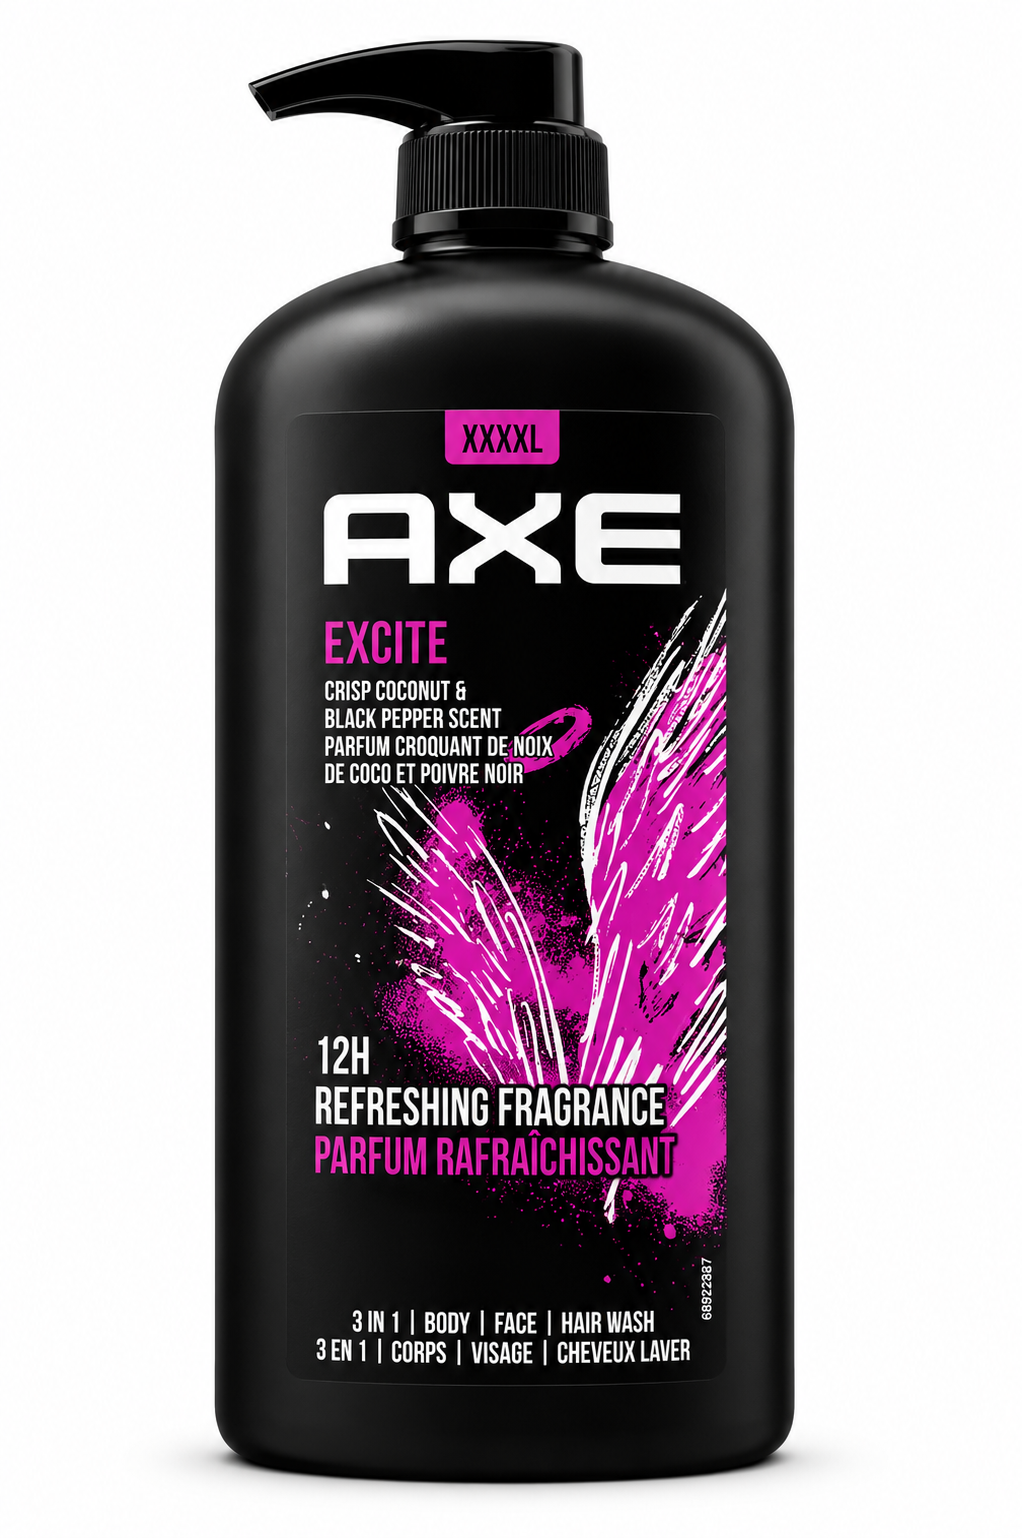 XXXXL
AXE
EXCITE
CRISP COCONUT &
BLACK PEPPER SCENT
PARFUM CROQUANT DE NOIX
DE COCO ET POIVRE NOIR
12H
REFRESHING FRAGRANCE
PARFUM RAFRAÎCHISSANT
68922387
3 IN 1 | BODY | FACE | HAIR WASH
3 EN 1 | CORPS | VISAGE | CHEVEUX LAVER